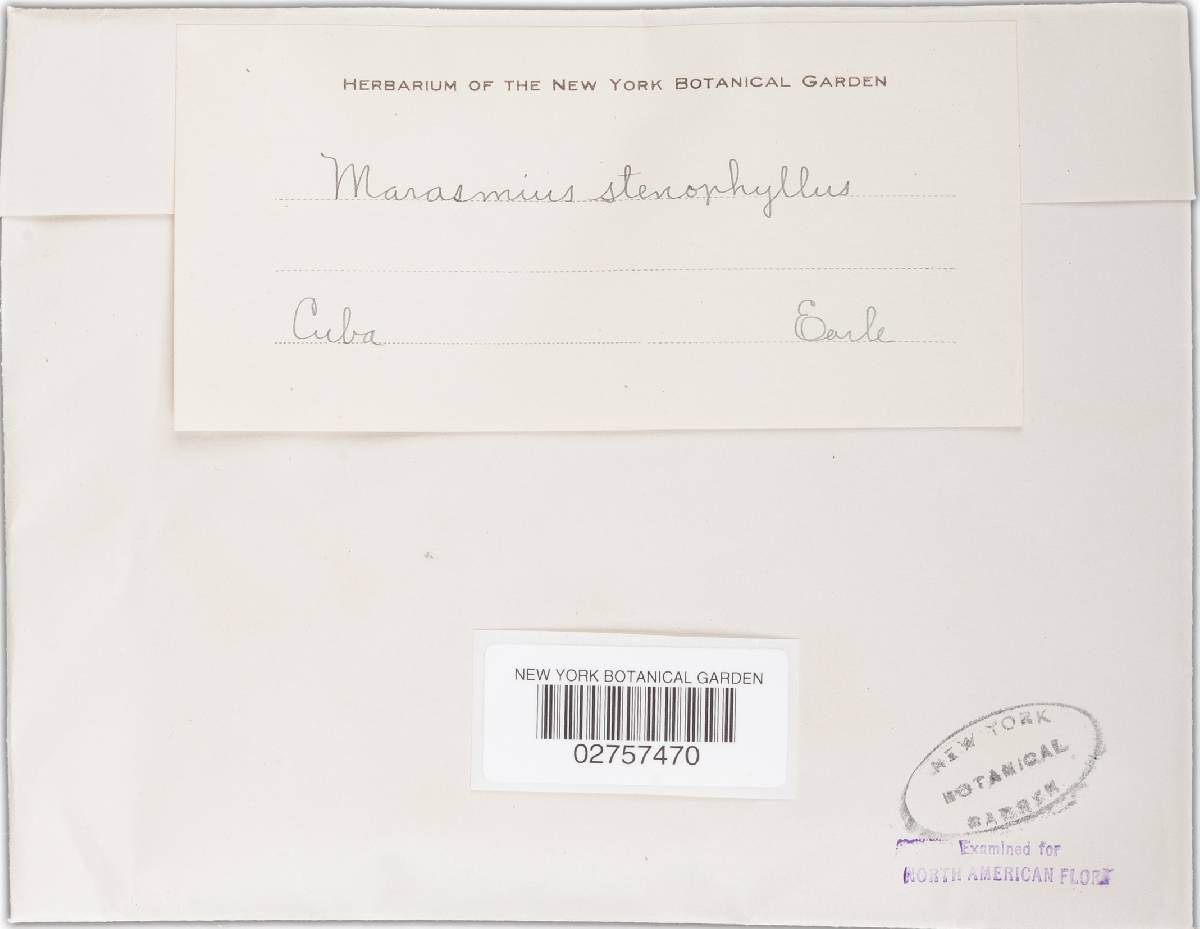 HERBARIUM OF THE NEW YORK BOTANICAL GARDEN
Marasmius stenophyllus
Cuba Earle
NEW YORK BOTANICAL GARDEN
02757470
NEW YORK
BOTANICAL
GARDEN
Examined for
NORTH AMERICAN FLORA